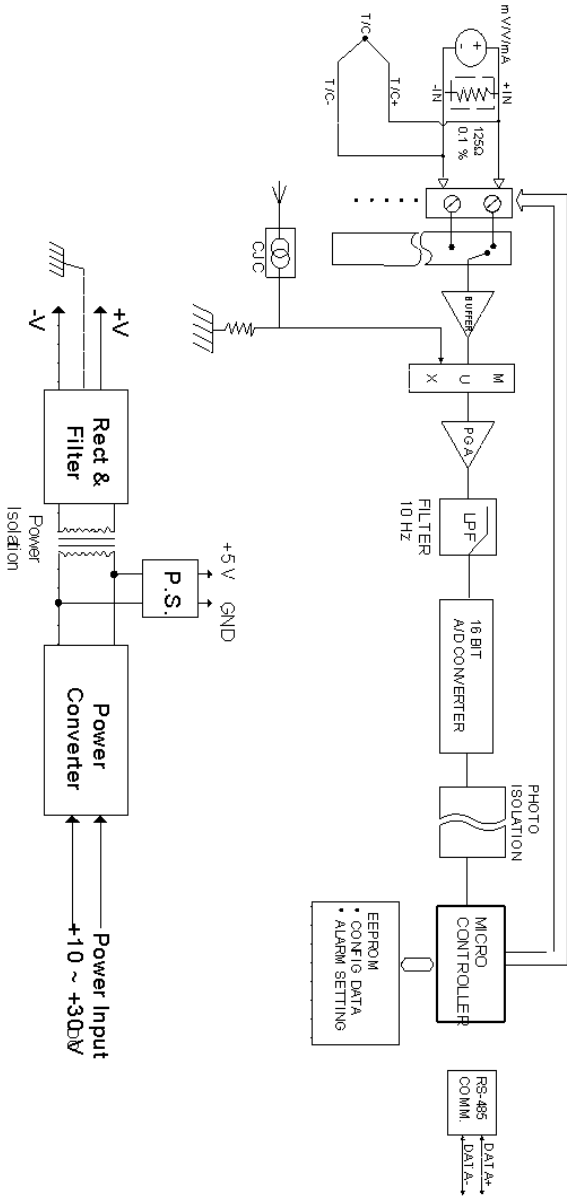 mV/V/mA
+
-
+IN
-IN
T/C
T/C+
T/C-
125Ω
0.1 %
CJC
BUFFER
M
U
X
PGA
LPF
FILTER
10 Hz
16 BIT
A/D CONVERTER
PHOTO
ISOLATION
MICRO
CONTROLLER
EEPROM
• CONFIG DATA
• ALARM SETTING
RS-485
COMM.
DATA+
DATA-
+V
-V
Rect &
Filter
Power
Isolation
P.S.
+5 V
GND
Power
Converter
Power Input
+10 ~ +30